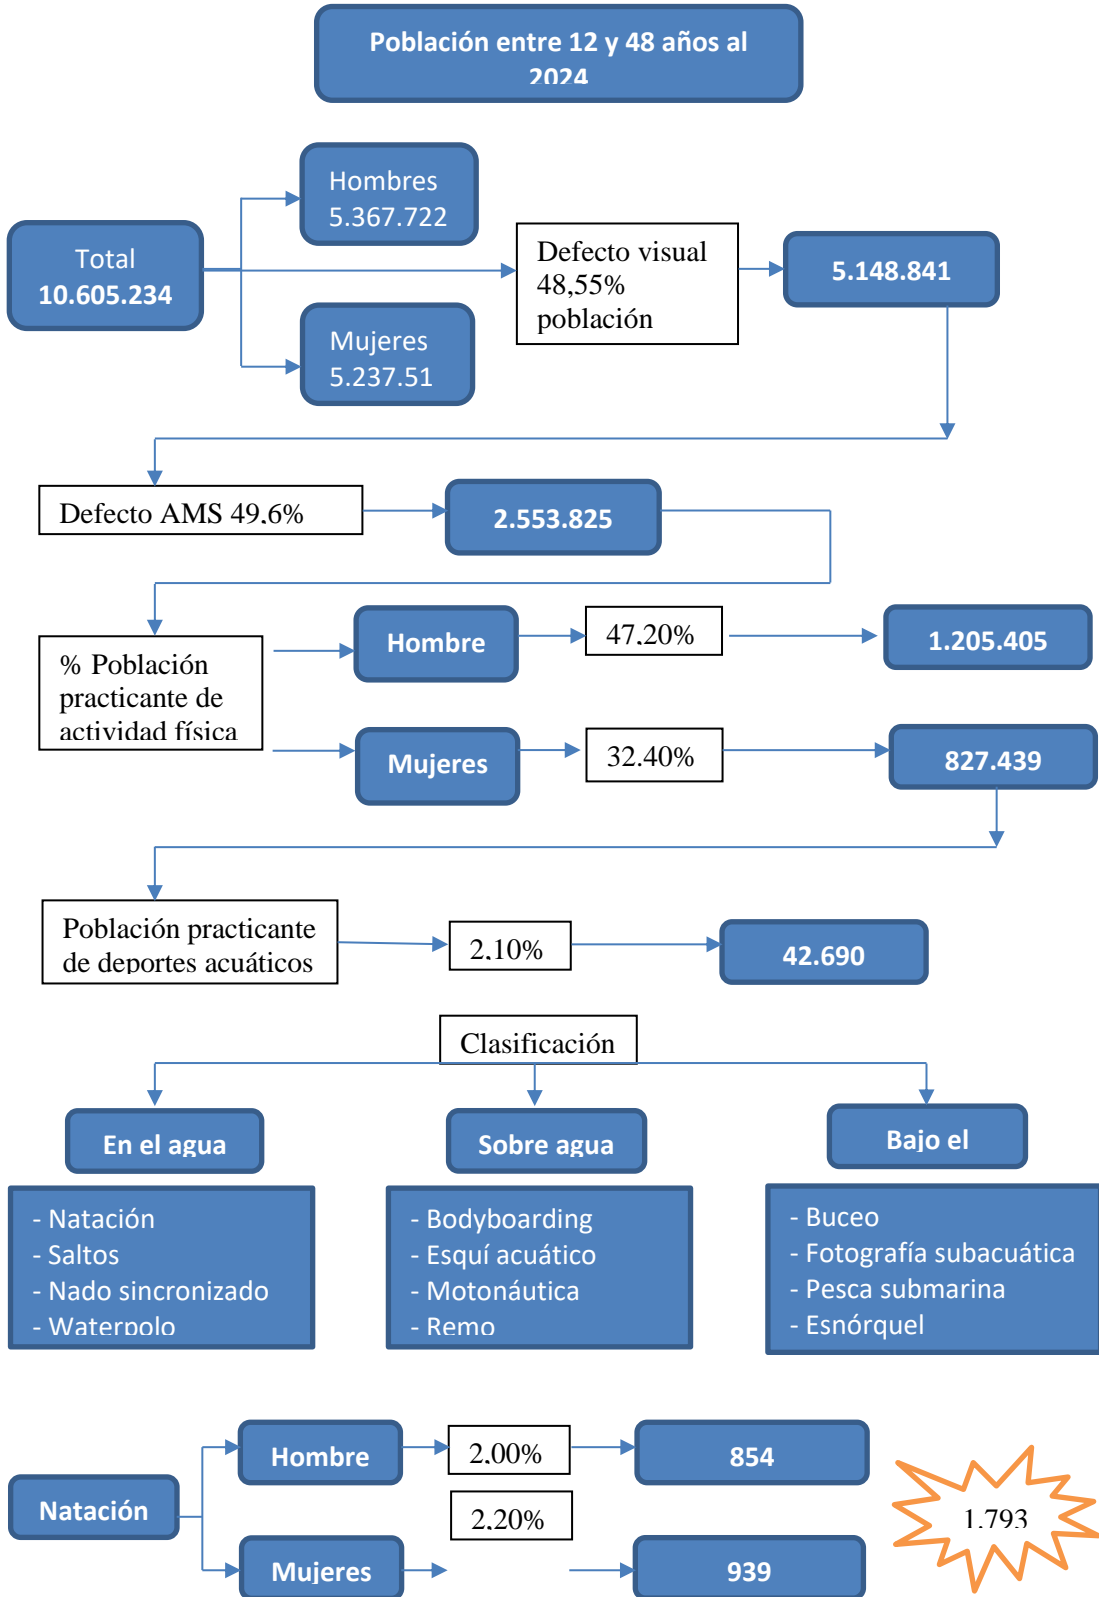 Población entre 12 y 48 años al
2024
Hombres
5.367.722
Total
10.605.234
Defecto visual
48,55%
población
5.148.841
Mujeres
5.237.51
Defecto AMS 49,6%
2.553.825
% Población
practicante de
actividad física
Hombre
47,20%
1.205.405
Mujeres
32.40%
827.439
Población practicante
de deportes acuáticos
2,10%
42.690
Clasificación
En el agua
Sobre agua
Bajo el
- Natación
- Saltos
- Nado sincronizado
- Waterpolo
- Bodyboarding
- Esquí acuático
- Motonáutica
- Remo
- Buceo
- Fotografía subacuática
- Pesca submarina
- Esnórquel
Natación
Hombre
2,00%
854
2,20%
Mujeres
939
1.793